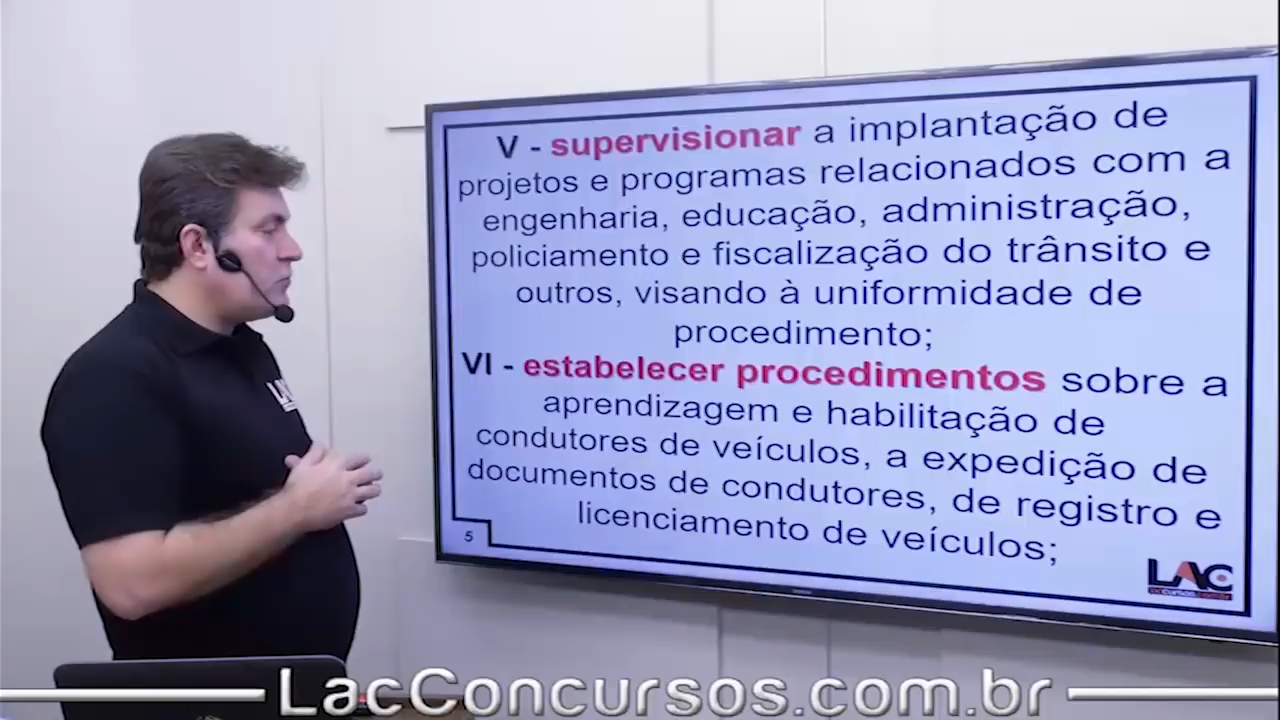 V - supervisionar a implantação de
projetos e programas relacionados com a
engenharia, educação, administração,
policiamento e fiscalização do trânsito e
outros, visando à uniformidade de
procedimento;
VI - estabelecer procedimentos sobre a
aprendizagem e habilitação de
condutores de veículos, a expedição de
documentos de condutores, de registro e
licenciamento de veículos;
5
LAC
LacConcursos.com.br